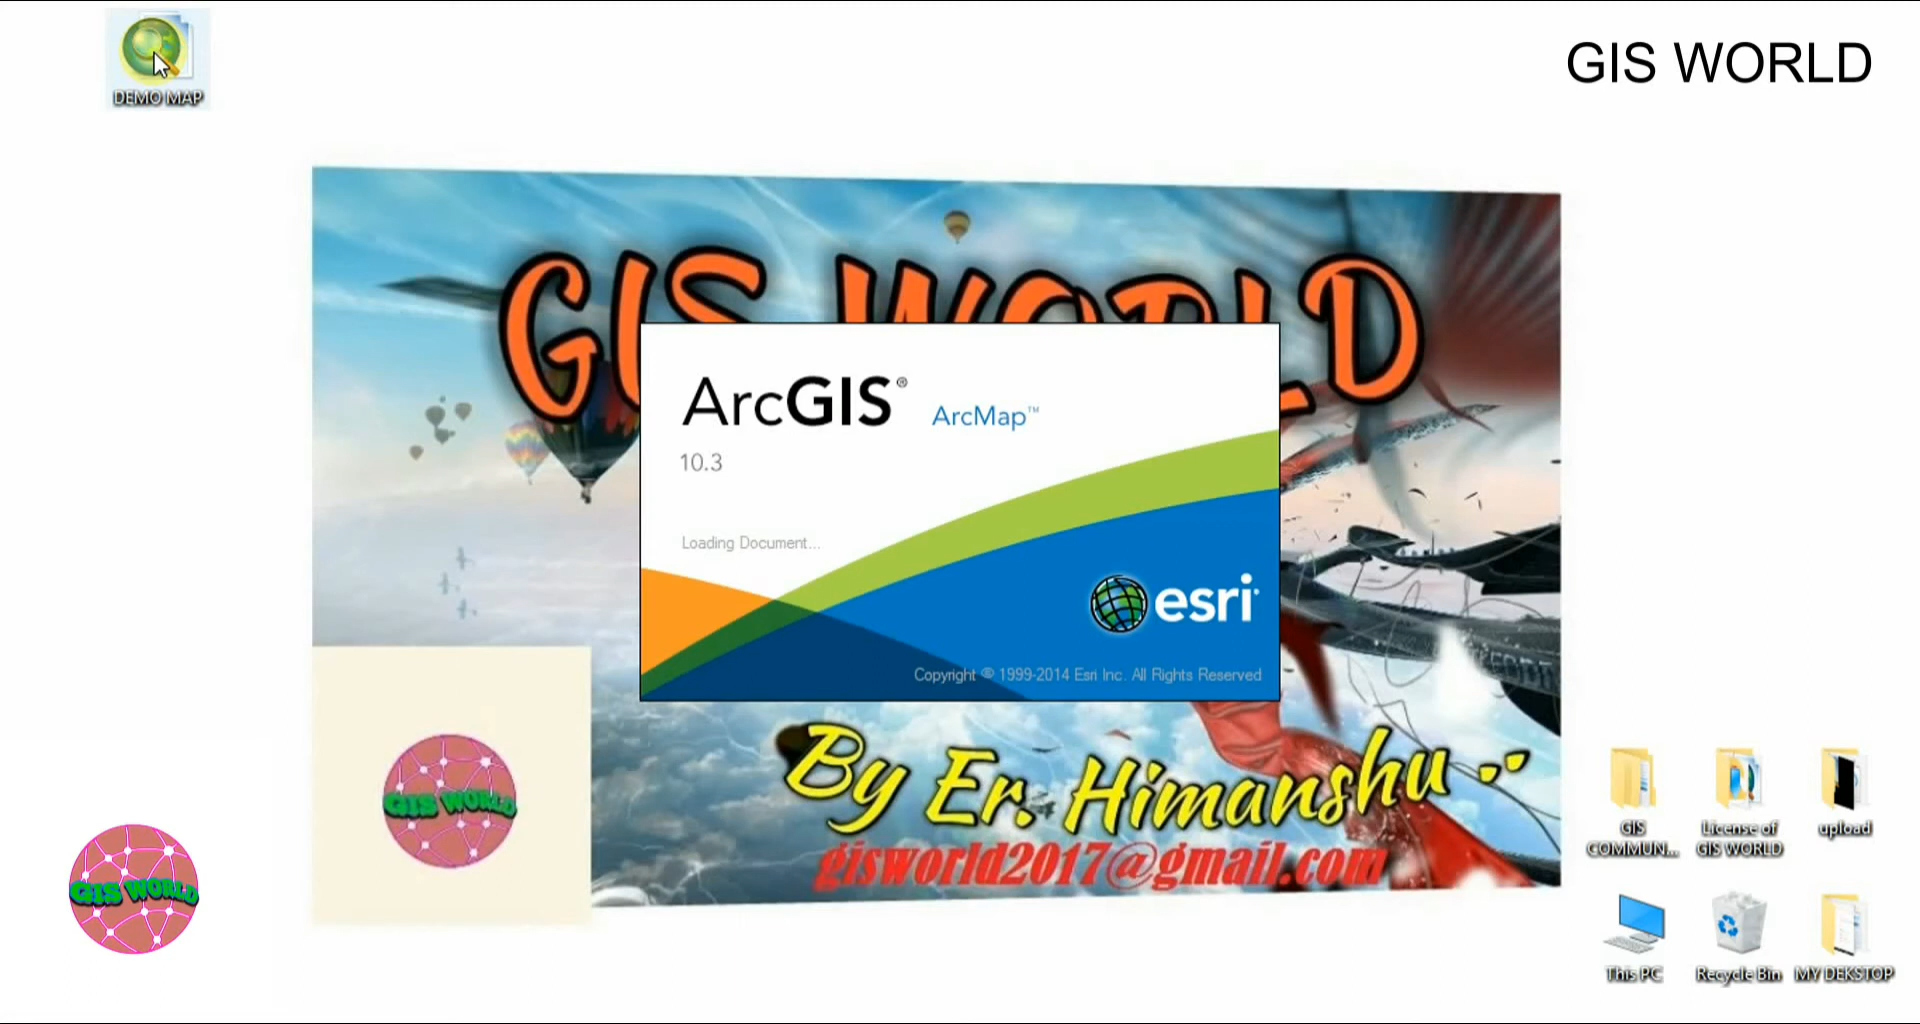 DEMO MAP
GIS WORLD
GIS WORLD
ArcGIS® ArcMap™
10.3
Loading Document...
esri
Copyright © 1999-2014 Esri Inc. All Rights Reserved
By Er. Himanshu
gisworld2017@gmail.com
GIS WORLD
GIS WORLD
GIS COMMUN...
License of GIS WORLD
upload
This PC
Recycle Bin
MY DEKSTOP